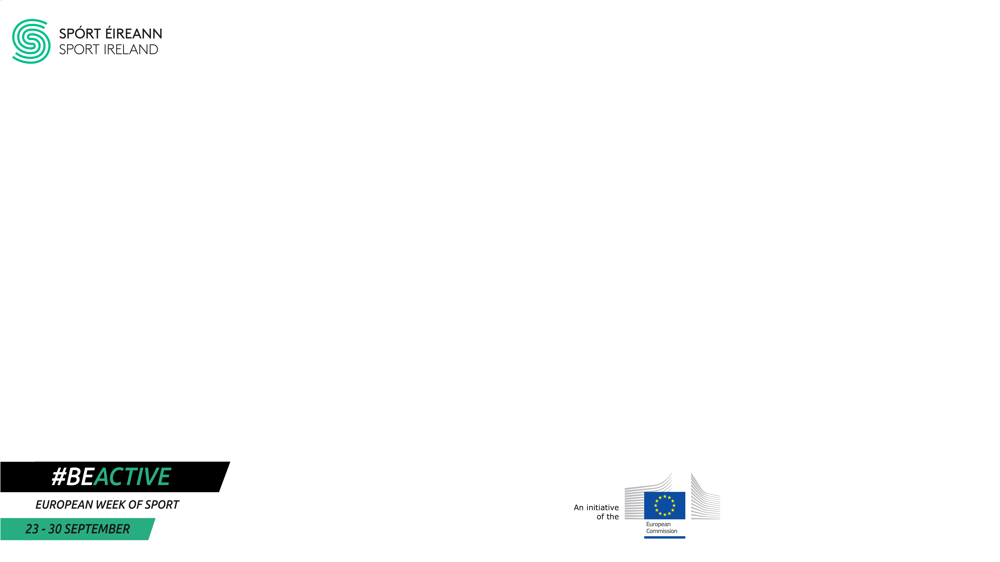 SPÓRT ÉIREANN
SPORT IRELAND
#BEACTIVE
EUROPEAN WEEK OF SPORT
23 - 30 SEPTEMBER
An initiative
of the
European
Commission